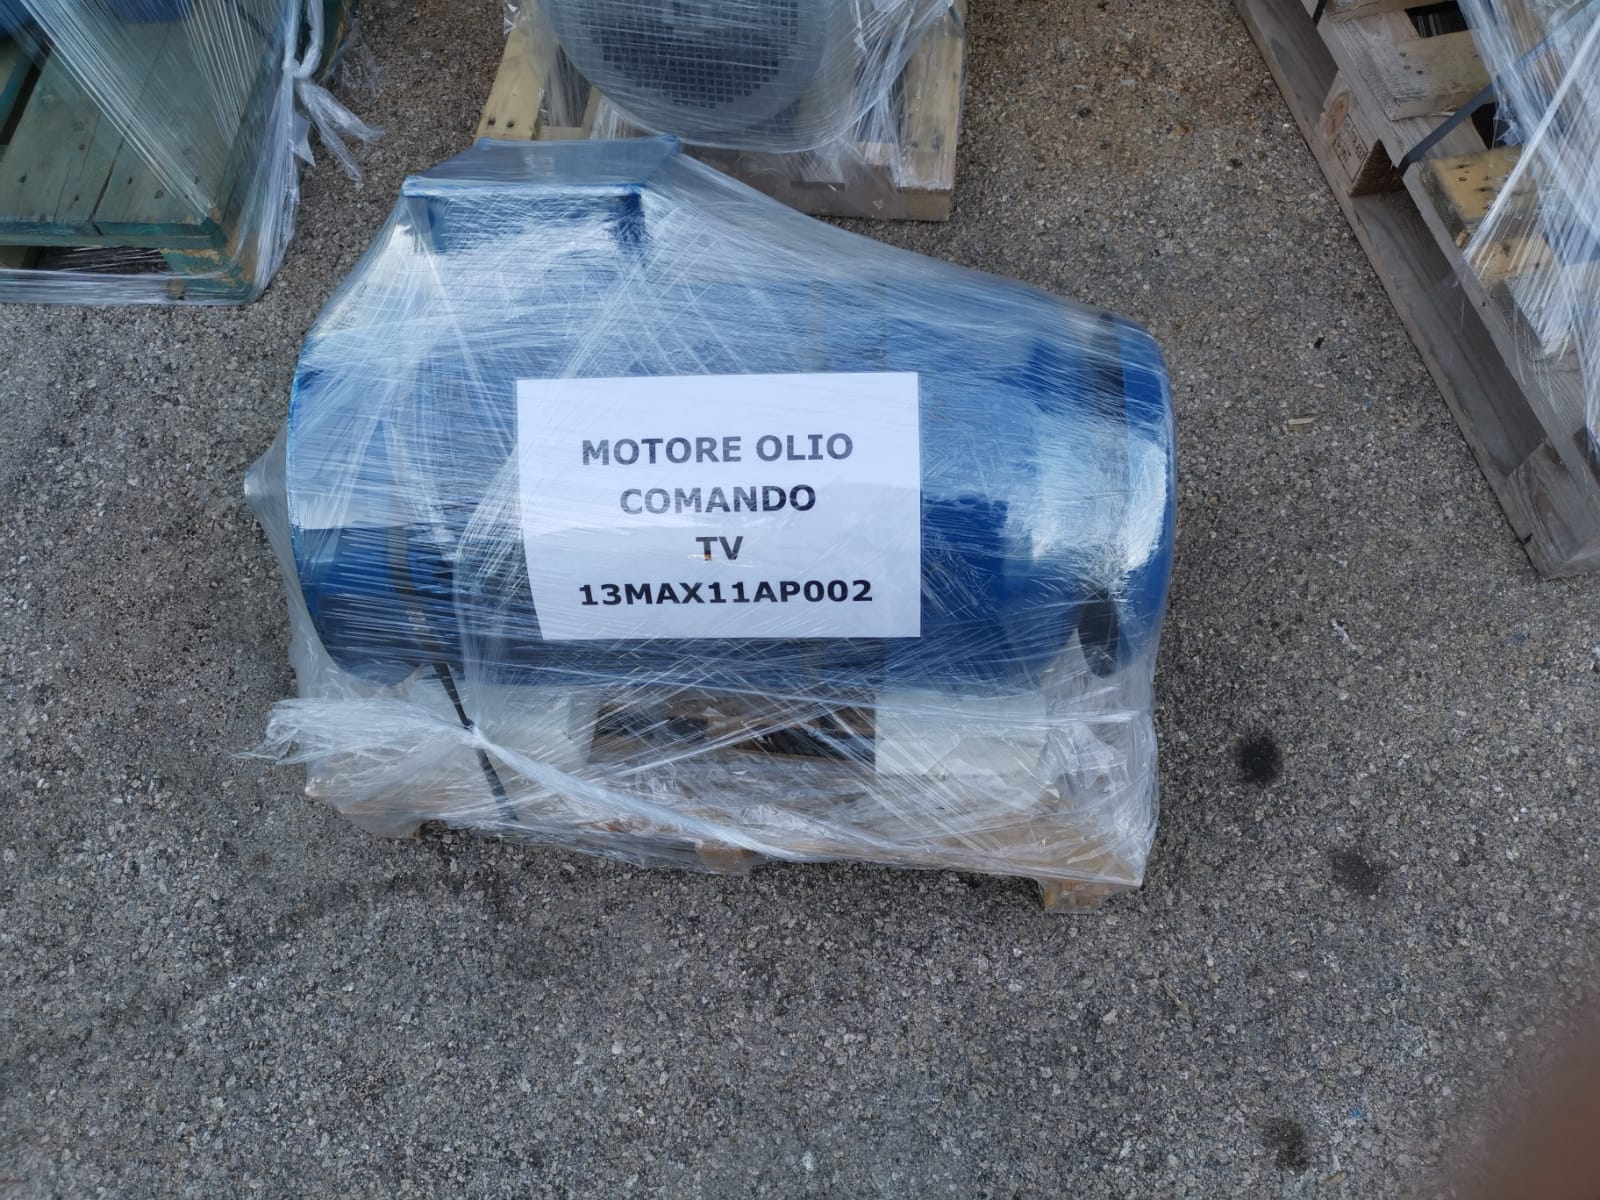 MOTORE OLIO
COMANDO
TV
13MAX11AP002